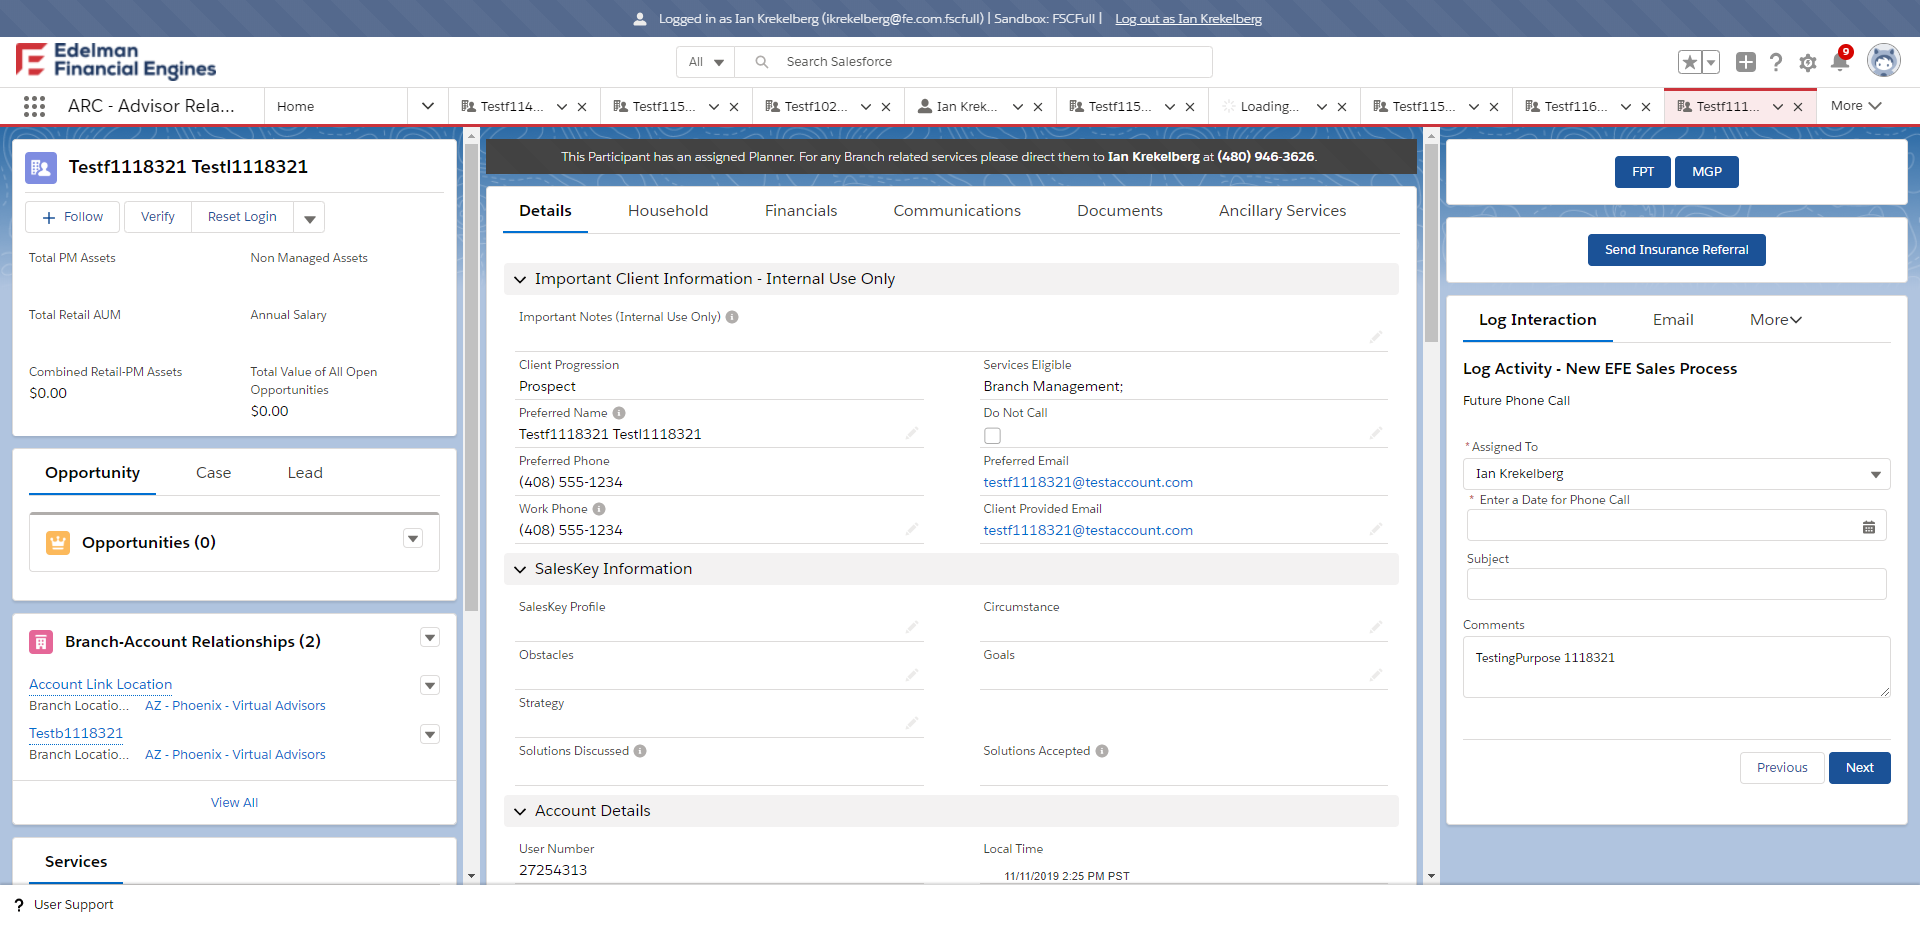 Logged in as Ian Krekelberg (ikrekelberg@fe.com.fscfull) | Sandbox: FSCFull | Log out as Ian Krekelberg
Edelman
Financial Engines
All
Search Salesforce
9
ARC - Advisor Rela...
Home
Testf114...
Testf115...
Testf102...
Ian Krek...
Testf115...
Loading...
Testf115...
Testf116...
Testf111...
More
Testf1118321 Testl1118321
Follow
Verify
Reset Login
Total PM Assets
Non Managed Assets
Total Retail AUM
Annual Salary
Combined Retail-PM Assets
$0.00
Total Value of All Open
Opportunities
$0.00
Opportunity
Case
Lead
Opportunities (0)
Branch-Account Relationships (2)
Account Link Location
Branch Locatio... AZ - Phoenix - Virtual Advisors
Testb1118321
Branch Locatio... AZ - Phoenix - Virtual Advisors
View All
Services
This Participant has an assigned Planner. For any Branch related services please direct them to Ian Krekelberg at (480) 946-3626.
Details
Household
Financials
Communications
Documents
Ancillary Services
Important Client Information - Internal Use Only
Important Notes (Internal Use Only)
Client Progression
Prospect
Services Eligible
Branch Management;
Preferred Name
Testf1118321 Testl1118321
Do Not Call
Preferred Phone
(408) 555-1234
Preferred Email
testf1118321@testaccount.com
Work Phone
(408) 555-1234
Client Provided Email
testf1118321@testaccount.com
SalesKey Information
SalesKey Profile
Circumstance
Obstacles
Goals
Strategy
Solutions Discussed
Solutions Accepted
Account Details
User Number
27254313
Local Time
11/11/2019 2:25 PM PST
FPT
MGP
Send Insurance Referral
Log Interaction
Email
More
Log Activity - New EFE Sales Process
Future Phone Call
* Assigned To
Ian Krekelberg
* Enter a Date for Phone Call
Subject
Comments
TestingPurpose 1118321
Previous
Next
? User Support